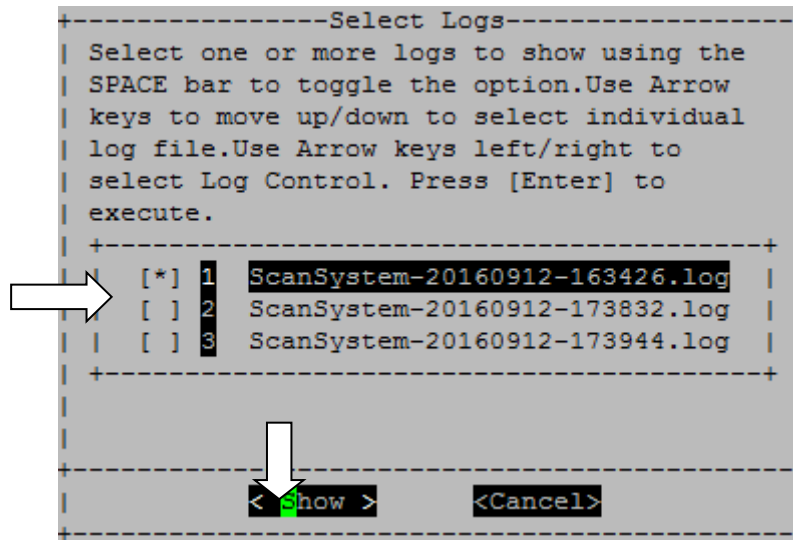 Select Logs
Select one or more logs to show using the
SPACE bar to toggle the option.Use Arrow
keys to move up/down to select individual
log file.Use Arrow keys left/right to
select Log Control. Press [Enter] to
execute.
[*] 1 ScanSystem-20160912-163426.log
[ ] 2 ScanSystem-20160912-173832.log
[ ] 3 ScanSystem-20160912-173944.log
< Show > <Cancel>